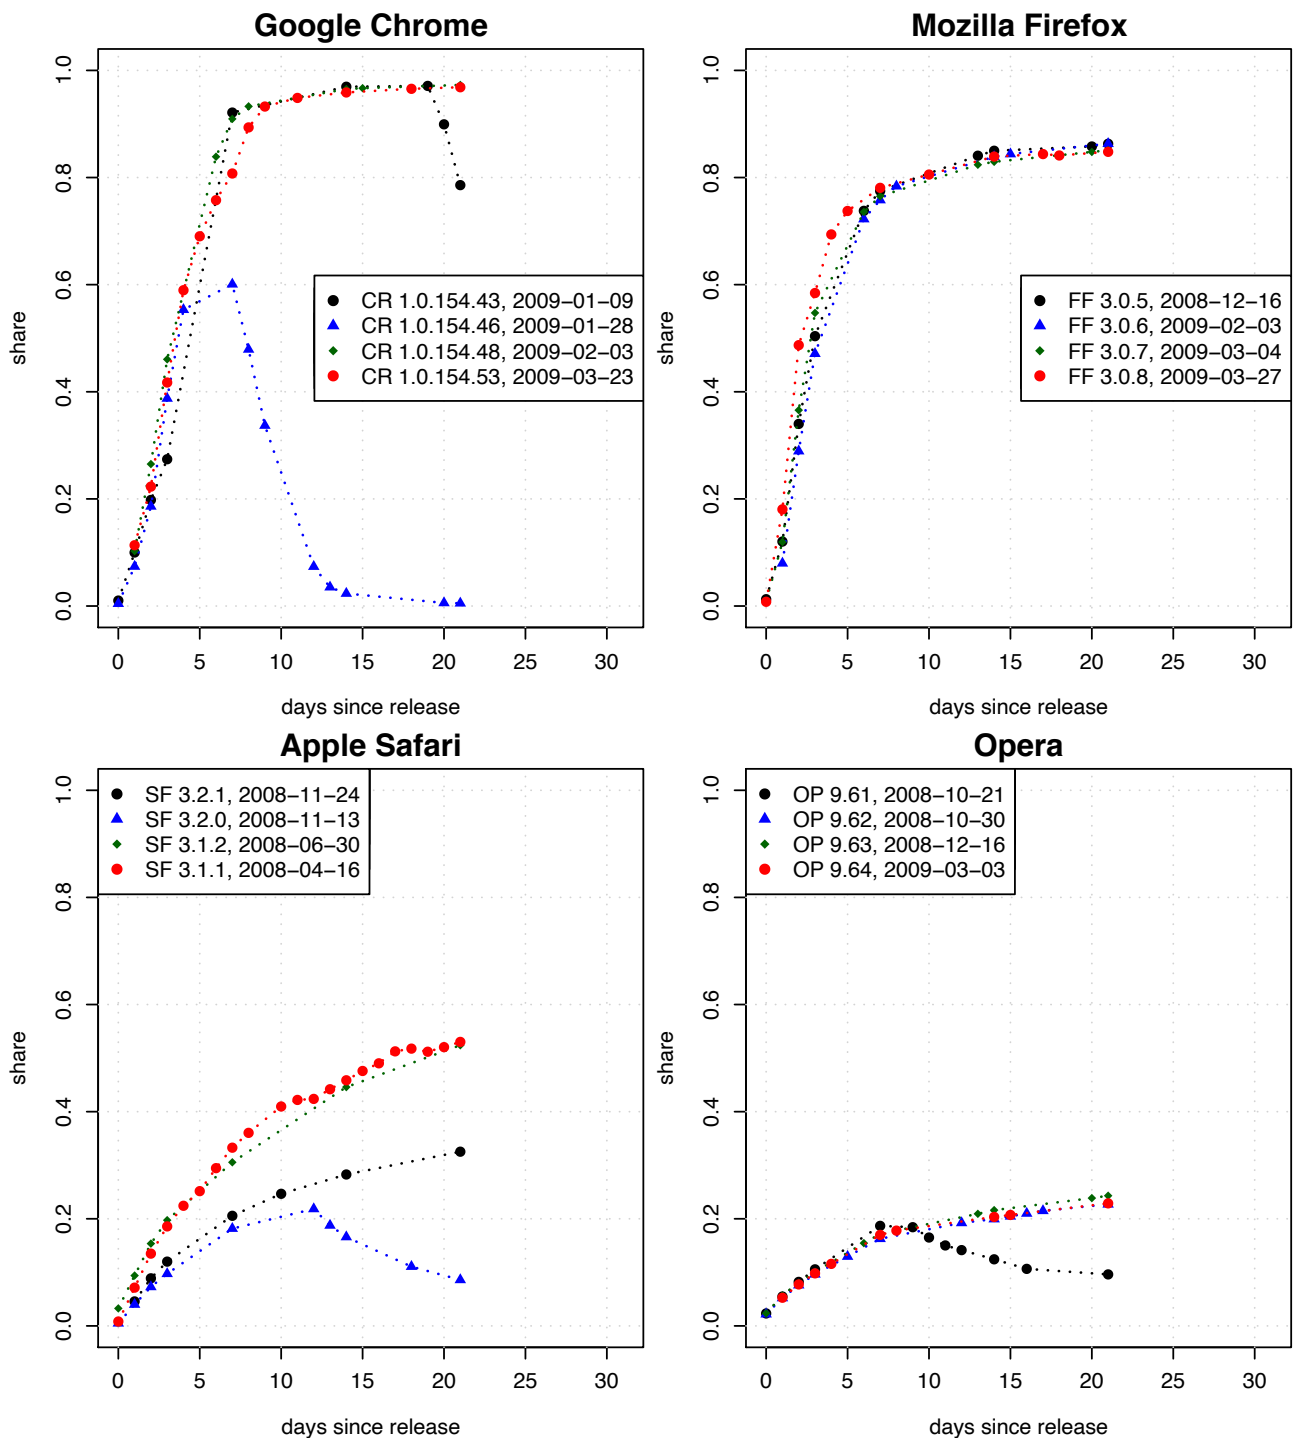 Google Chrome
1.0
0.8
0.6
0.4
0.2
0.0
share
CR 1.0.154.43, 2009−01−09
CR 1.0.154.46, 2009−01−28
CR 1.0.154.48, 2009−02−03
CR 1.0.154.53, 2009−03−23
0 5 10 15 20 25 30
days since release
Mozilla Firefox
1.0
0.8
0.6
0.4
0.2
0.0
share
FF 3.0.5, 2008−12−16
FF 3.0.6, 2009−02−03
FF 3.0.7, 2009−03−04
FF 3.0.8, 2009−03−27
0 5 10 15 20 25 30
days since release
Apple Safari
SF 3.2.1, 2008−11−24
SF 3.2.0, 2008−11−13
SF 3.1.2, 2008−06−30
SF 3.1.1, 2008−04−16
1.0
0.8
0.6
0.4
0.2
0.0
share
0 5 10 15 20 25 30
days since release
Opera
OP 9.61, 2008−10−21
OP 9.62, 2008−10−30
OP 9.63, 2008−12−16
OP 9.64, 2009−03−03
1.0
0.8
0.6
0.4
0.2
0.0
share
0 5 10 15 20 25 30
days since release